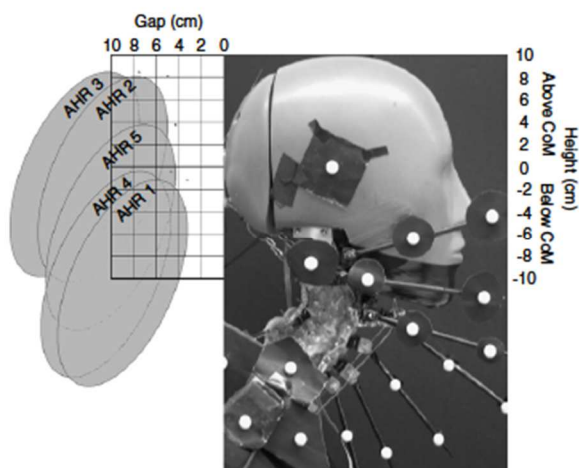 Gap (cm)
10 8 6 4 2 0
AHR 3
AHR 2
AHR 5
AHR 4
AHR 1
10
8
6
4
2
0
-2
-4
-6
-8
-10
Above CoM
Below CoM
Height (cm)